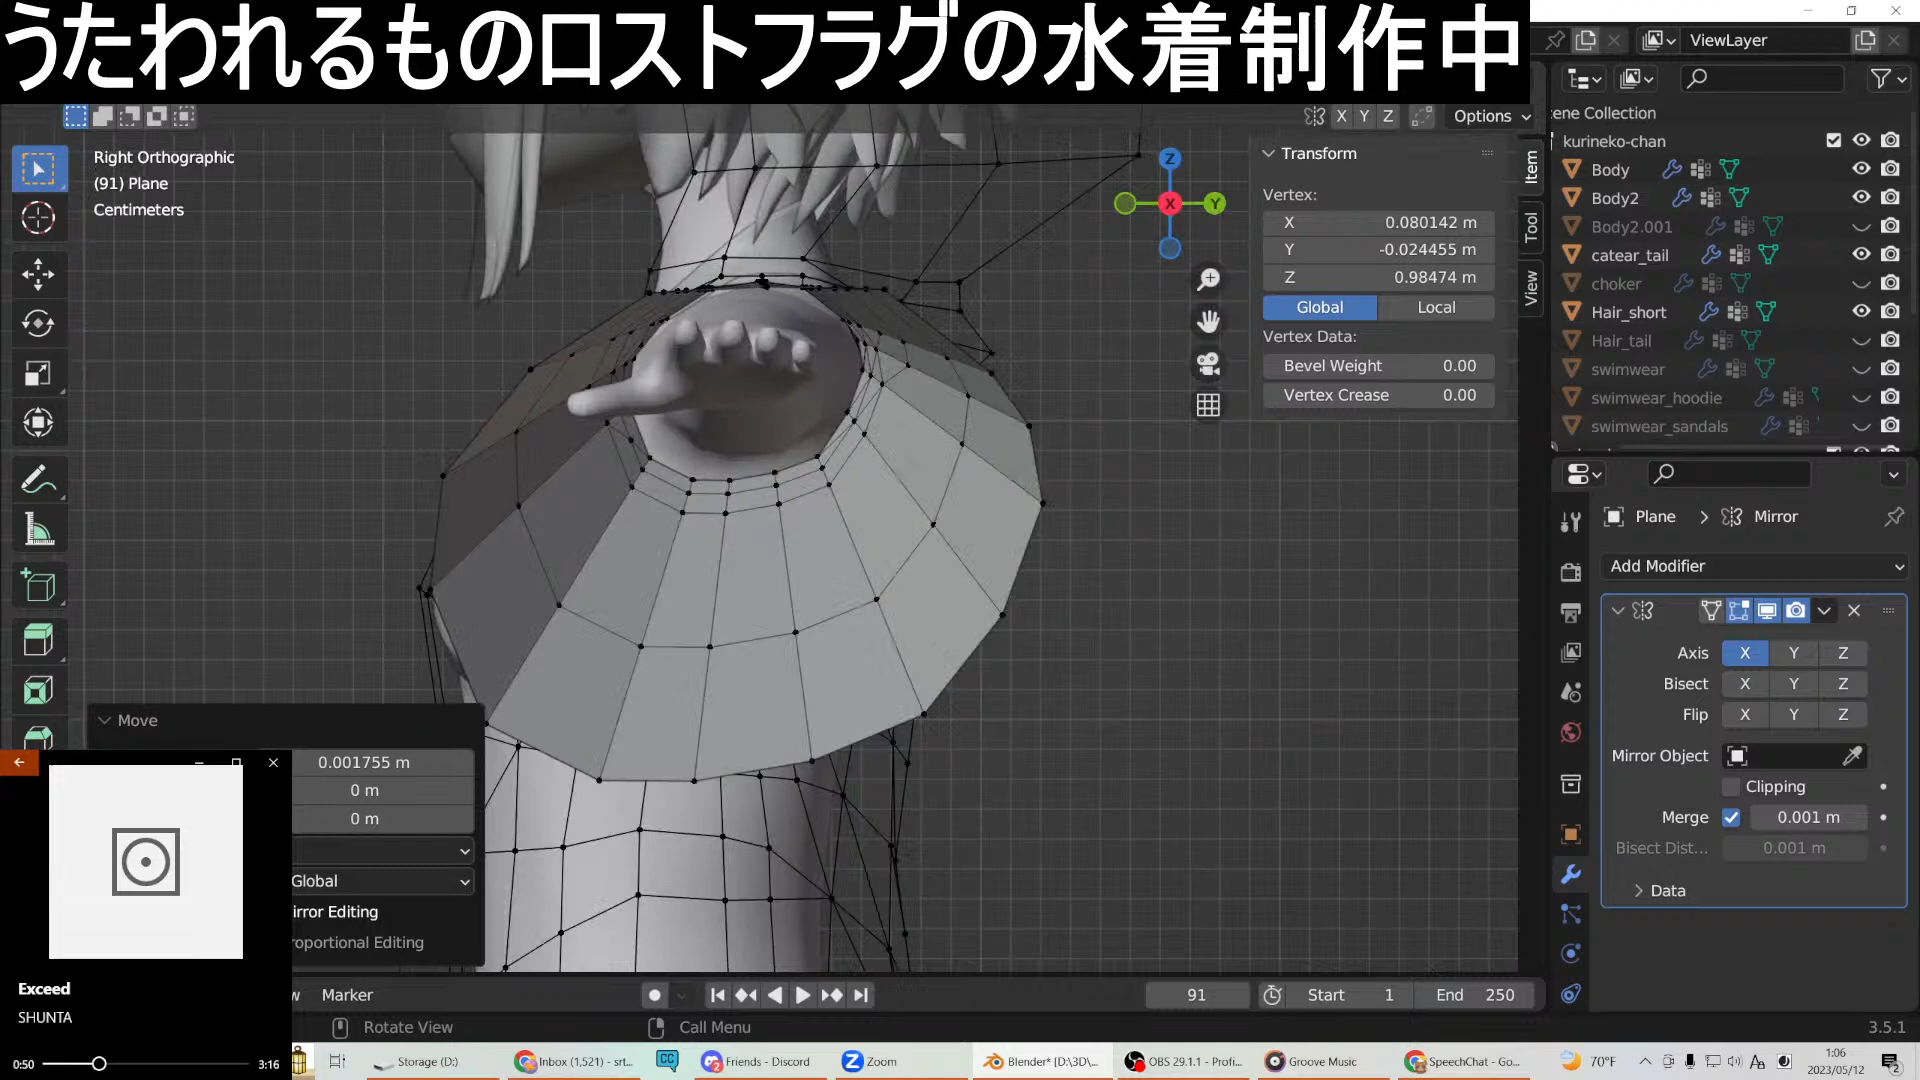 うたわれるものロストフラグの水着制作中
ViewLayer
X Y Z
Options
Right Orthographic
(91) Plane
Centimeters
Z
X
Y
Transform
Vertex:
X 0.080142 m
Y -0.024455 m
Z 0.98474 m
Global Local
Vertex Data:
Bevel Weight 0.00
Vertex Crease 0.00
Item
Tool
View
ene Collection
kurineko-chan
Body
Body2
Body2.001
catear_tail
choker
Hair_short
Hair_tail
swimwear
swimwear_hoodie
swimwear_sandals
Plane > Mirror
Add Modifier
Axis X Y Z
Bisect X Y Z
Flip X Y Z
Mirror Object
Clipping
Merge 0.001 m
Bisect Dist... 0.001 m
Data
Move
0.001755 m
0 m
0 m
Global
irror Editing
roportional Editing
Exceed
SHUNTA
0:50 3:16
w Marker
91
Start 1
End 250
Rotate View
Call Menu
3.5.1
Storage (D:)
Inbox (1,521) - srt...
Friends - Discord
Zoom
Blender* [D:\3D\...
OBS 29.1.1 - Profi...
Groove Music
SpeechChat - Go...
70°F
1:06
2023/05/12